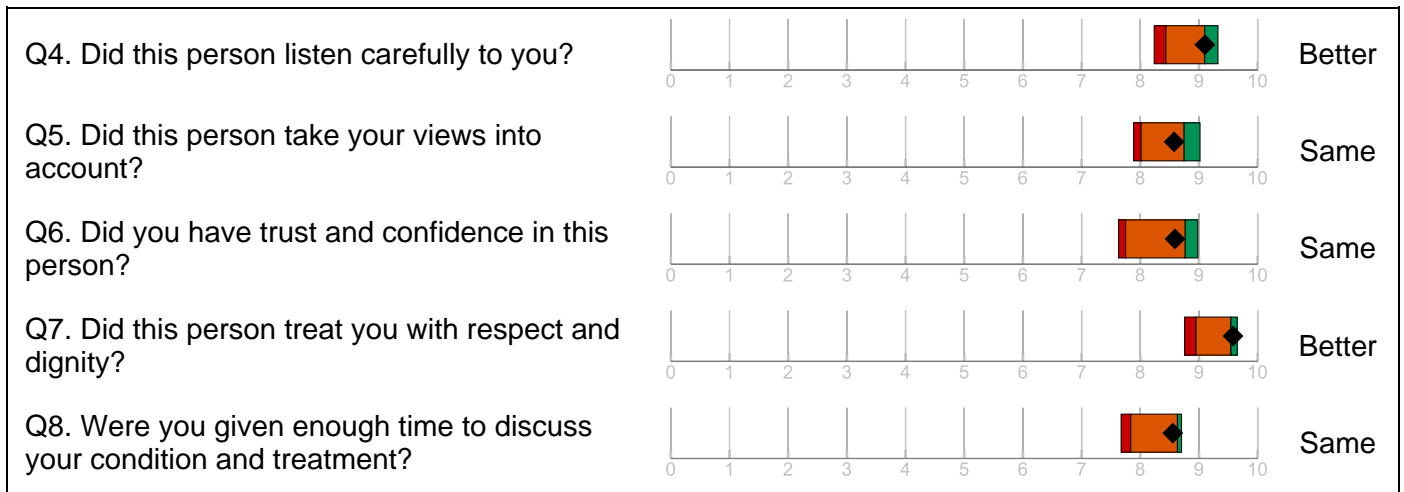 Q4. Did this person listen carefully to you?
0 1 2 3 4 5 6 7 8 9 10
Better
Q5. Did this person take your views into
account?
0 1 2 3 4 5 6 7 8 9 10
Same
Q6. Did you have trust and confidence in this
person?
0 1 2 3 4 5 6 7 8 9 10
Same
Q7. Did this person treat you with respect and
dignity?
0 1 2 3 4 5 6 7 8 9 10
Better
Q8. Were you given enough time to discuss
your condition and treatment?
0 1 2 3 4 5 6 7 8 9 10
Same